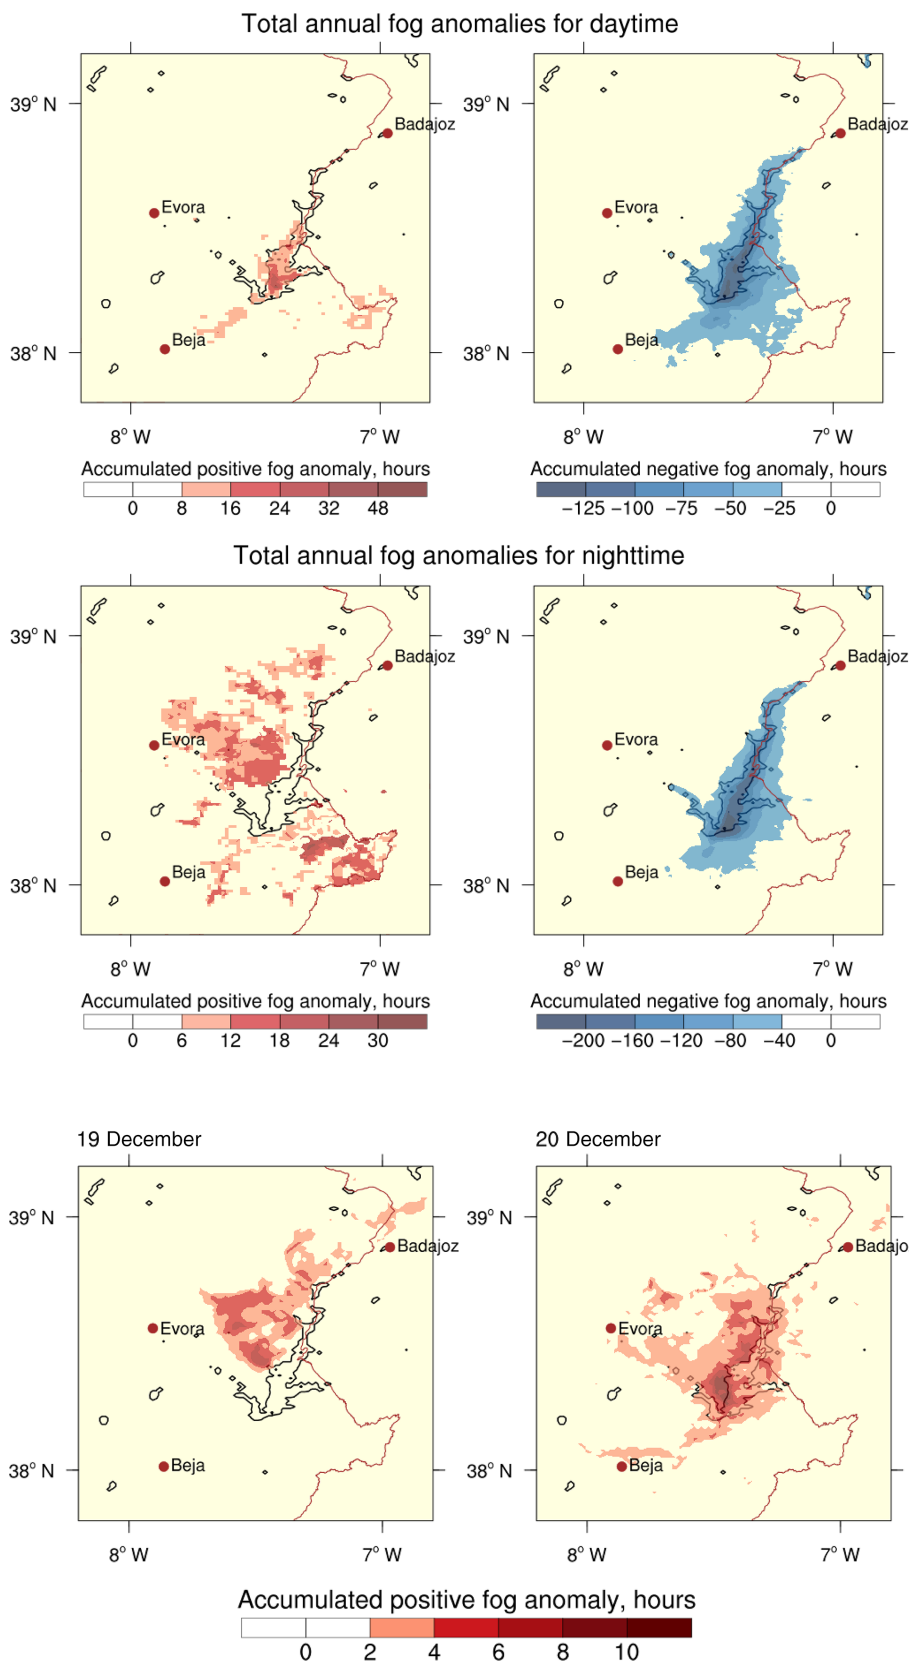 Total annual fog anomalies for daytime
39° N
Badajoz
Badajoz
Evora
Evora
38° N
Beja
Beja
8° W 7° W 8° W 7° W
Accumulated positive fog anomaly, hours
Accumulated negative fog anomaly, hours
0 8 16 24 32 48
−125 −100 −75 −50 −25 0
Total annual fog anomalies for nighttime
39° N
Badajoz
Badajoz
Evora
Evora
38° N
Beja
Beja
8° W 7° W 8° W 7° W
Accumulated positive fog anomaly, hours
Accumulated negative fog anomaly, hours
0 6 12 18 24 30
−200 −160 −120 −80 −40 0
19 December
20 December
39° N
39° N
Badajoz
Badajo
Evora
Evora
38° N
38° N
Beja
Beja
8° W 7° W 8° W 7° W
Accumulated positive fog anomaly, hours
0 2 4 6 8 10